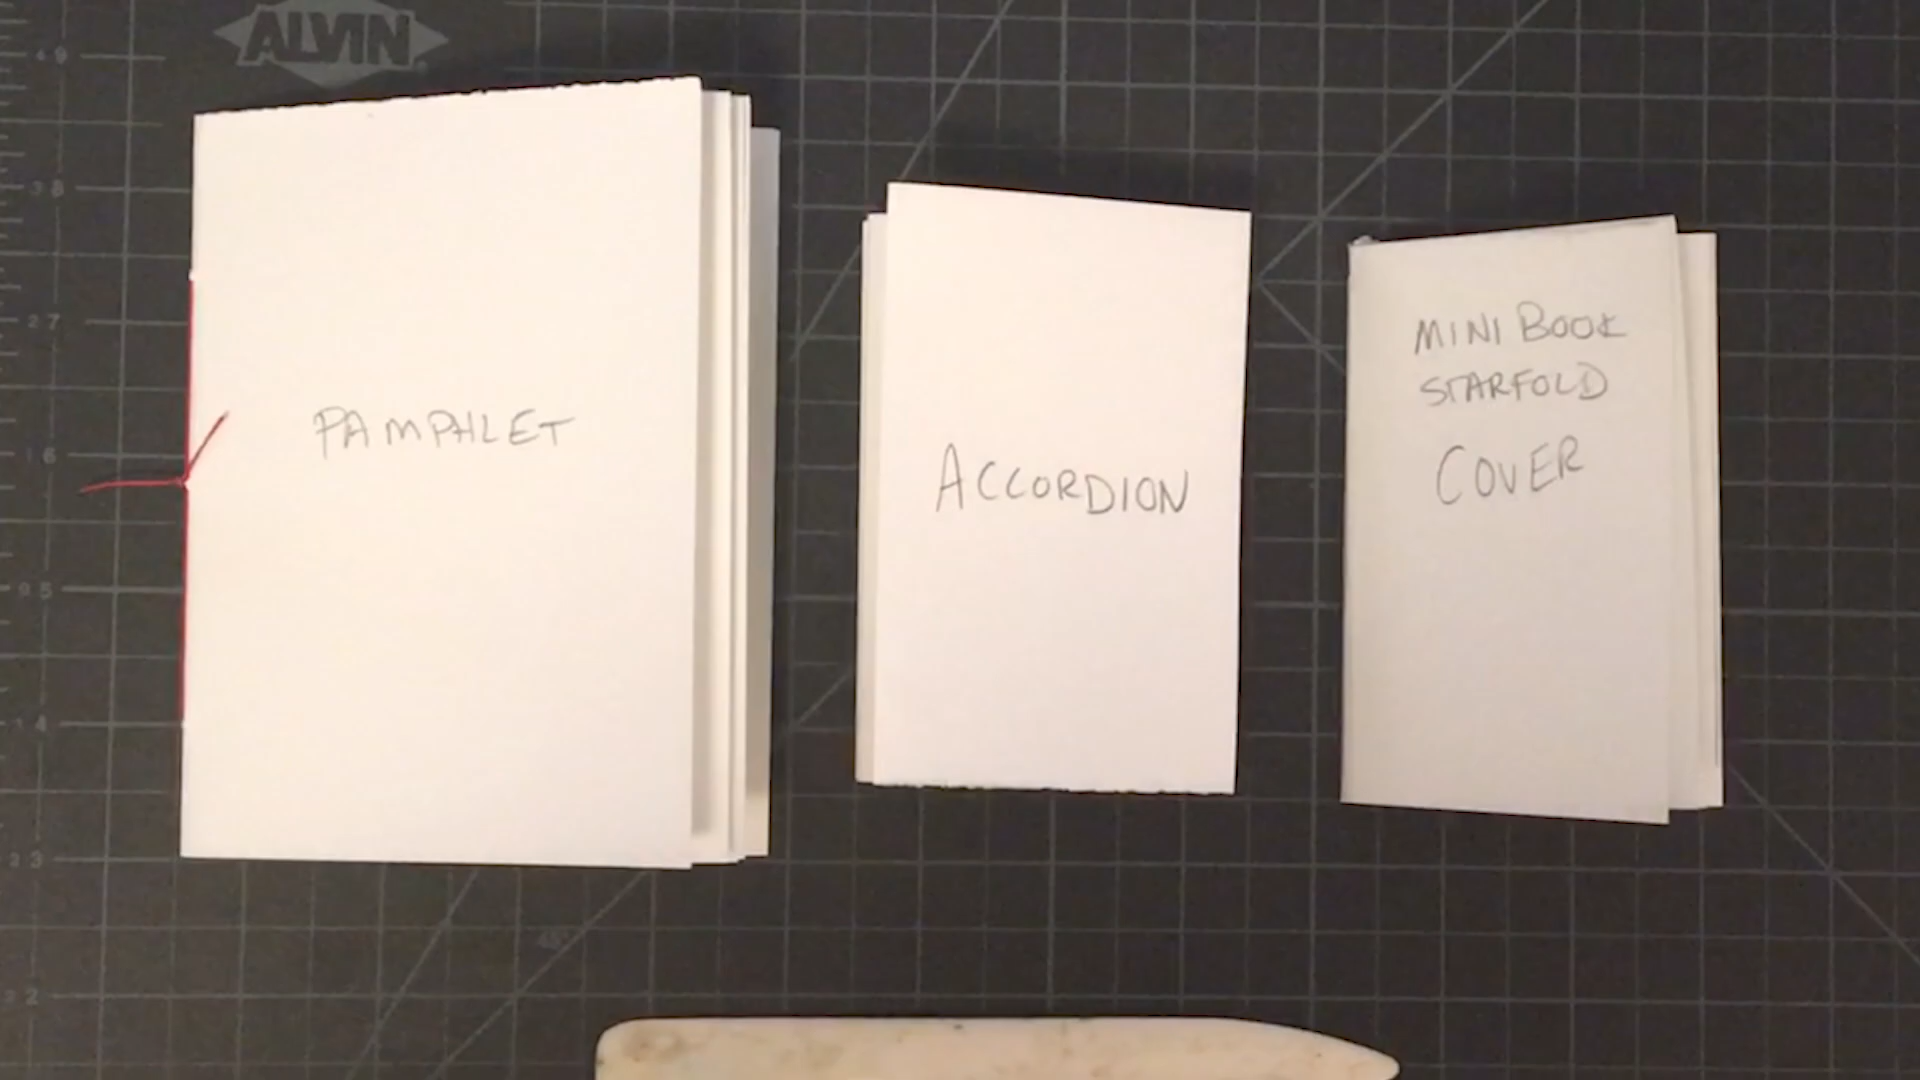 ALVIN
PAMPHLET
ACCORDION
MINI BOOK
STARFOLD
COVER